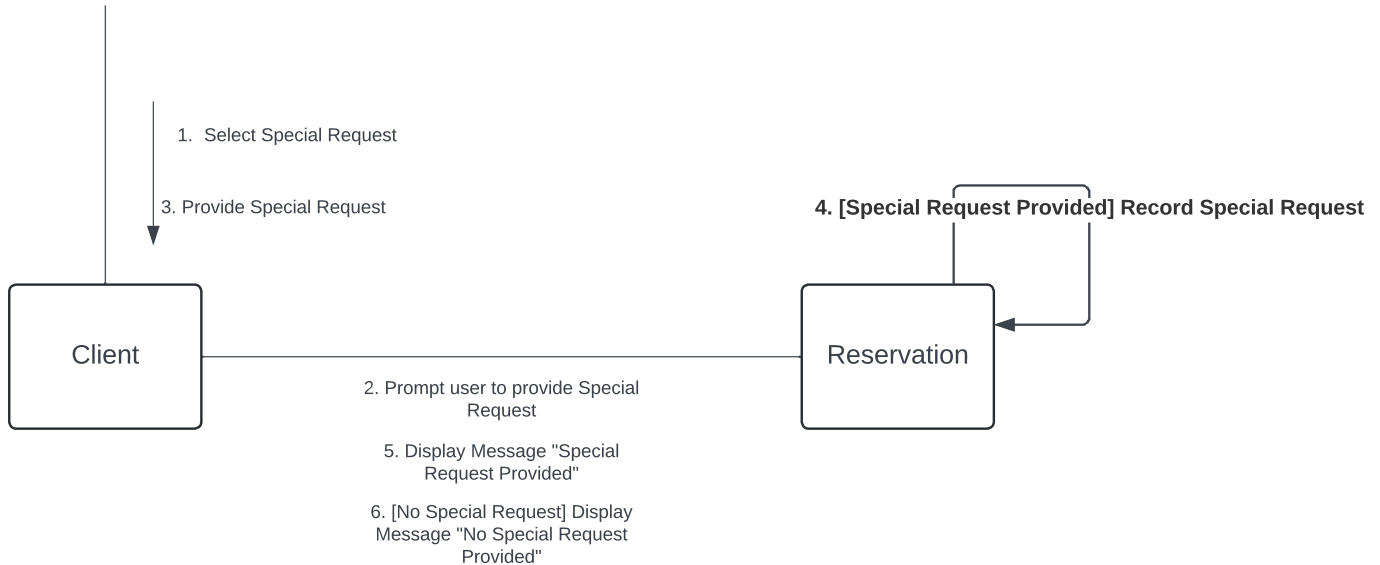 1. Select Special Request
3. Provide Special Request
4. [Special Request Provided] Record Special Request
Client
Reservation
2. Prompt user to provide Special
Request
5. Display Message "Special
Request Provided"
6. [No Special Request] Display
Message "No Special Request
Provided"